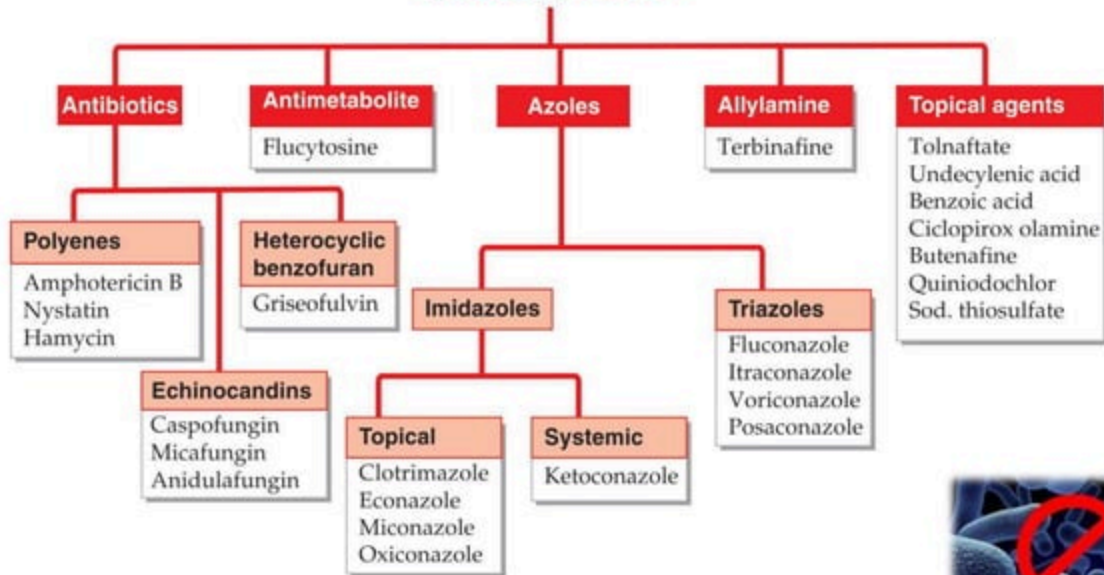 Antibiotics
Antimetabolite
Flucytosine
Azoles
Allylamine
Terbinafine
Topical agents
Tolnaftate
Undecylenic acid
Benzoic acid
Ciclopirox olamine
Butenafine
Quiniodochlor
Sod. thiosulfate
Polyenes
Amphotericin B
Nystatin
Hamycin
Heterocyclic
benzofuran
Griseofulvin
Echinocandins
Caspofungin
Micafungin
Anidulafungin
Imidazoles
Topical
Clotrimazole
Econazole
Miconazole
Oxiconazole
Systemic
Ketoconazole
Triazoles
Fluconazole
Itraconazole
Voriconazole
Posaconazole